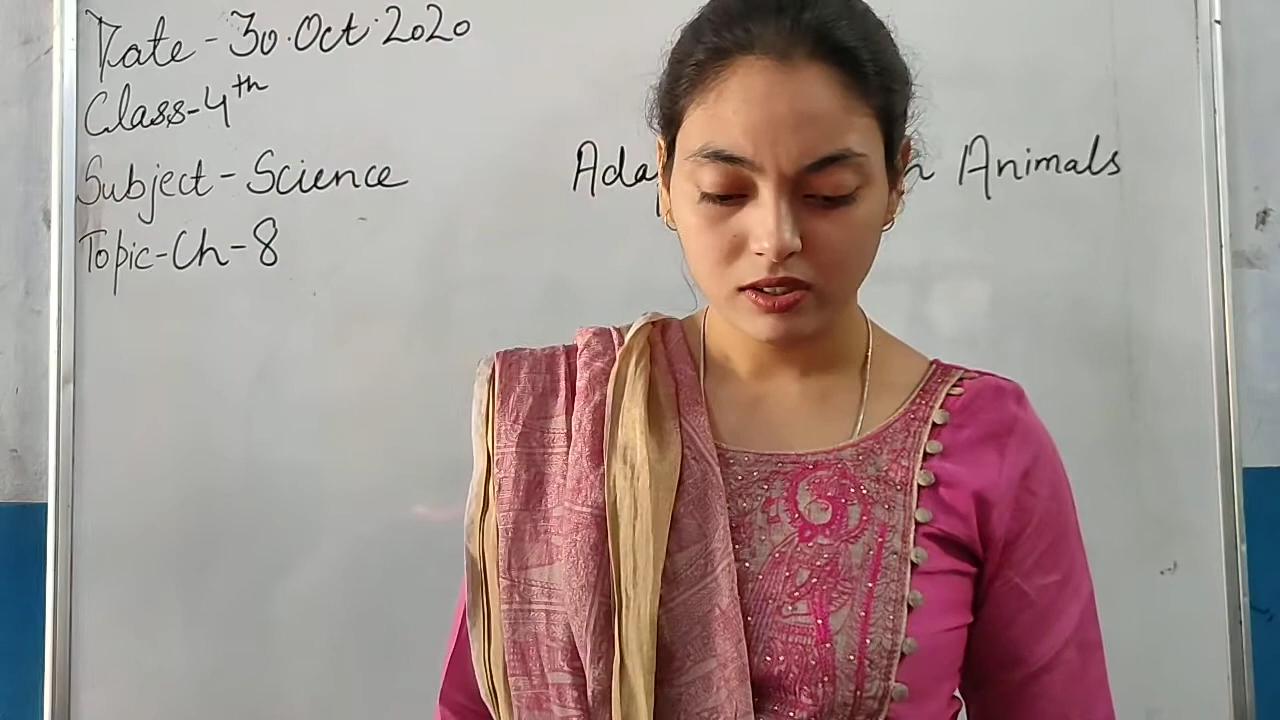 Date - 30.Oct.2020
Class-4th
Subject - Science
Topic-Ch-8
Animals